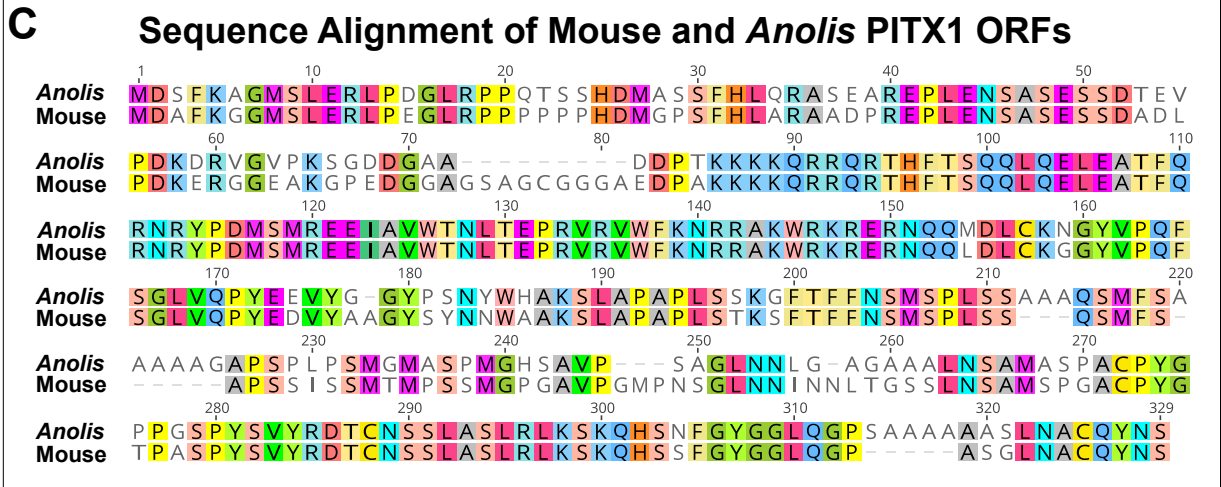 C Sequence Alignment of Mouse and Anolis PITX1 ORFs
1 10 20 30 40 50
Anolis MDSFKAGMSLERLPDGLRPPQTSSHDMASSFHLQRASEAREPLENSASESSDTEV
Mouse MDAFKGGMSLERLPEGLRPPPPPPHDMGPSFHLARAADPREPLENSASESSDADL
60 70 80 90 100 110
Anolis PDKDRVGVPKSGDDGAA---------DDPTKKKKQRRQRTHFTSQQLQELEATFQ
Mouse PDKERGGEAKGPEDGGAGSAGCGGGAEDPAKKKKQRRQRTHFTSQQLQELEATFQ
120 130 140 150 160
Anolis RNRYPDMSMREEIAVWTNLTEPRVRVWFKNRRAKWRKRERNQQMDLCKNGYVPQF
Mouse RNRYPDMSMREEIAVWTNLTEPRVRVWFKNRRAKWRKRERNQQLDLCKGGYVPQF
170 180 190 200 210 220
Anolis SGLVQPYEEVYG-GYPSNYWHAKSLAPAPLSSKGFTFFNSMSPLSSAAAQSMFSA
Mouse SGLVQPYEDVYAAGYSYNNWAAKSLAPAPLSTKSFTFFNSMSPLSS---QSMFS-
230 240 250 260 270
Anolis AAAAGAPSPLPSMGMASPMGHSAVP----SAGLNNLG-AGAALNSAMASPACPYG
Mouse -----APSSISSMTMPSSMGPGAVPGMPNSGLNNINNLTGSSLNSAMSPGACPYG
280 290 300 310 320 329
Anolis PPGSPYSVYRDTCNSSLASLRLKSKQHSNFGYGGLQGPSAAAAAASLNACQYNS
Mouse TPASPYSVYRDTCNSSLASLRLKSKQHSSFGYGGLQGP-----ASGLNACQYNS